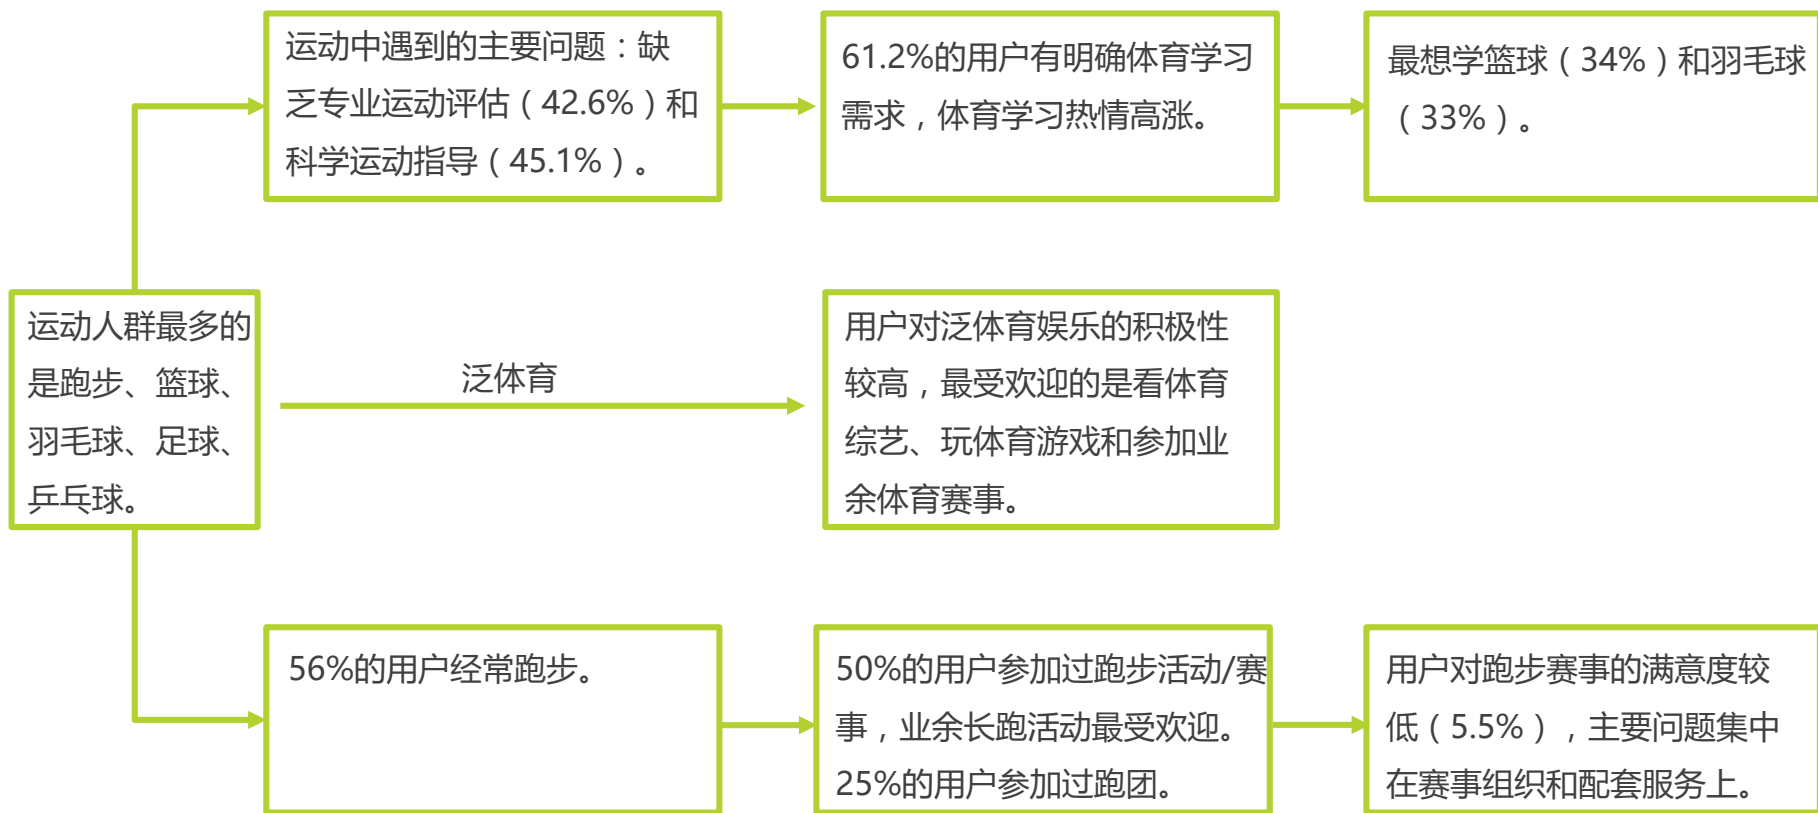 运动中遇到的主要问题：缺
乏专业运动评估（42.6%）和
科学运动指导（45.1%）。
61.2%的用户有明确体育学习
需求，体育学习热情高涨。
最想学篮球（34%）和羽毛球
（33%）。
运动人群最多的
是跑步、篮球、
羽毛球、足球、
乒乓球。
泛体育
用户对泛体育娱乐的积极性
较高，最受欢迎的是看体育
综艺、玩体育游戏和参加业
余体育赛事。
56%的用户经常跑步。
50%的用户参加过跑步活动/赛
事，业余长跑活动最受欢迎。
25%的用户参加过跑团。
用户对跑步赛事的满意度较
低（5.5%），主要问题集中
在赛事组织和配套服务上。